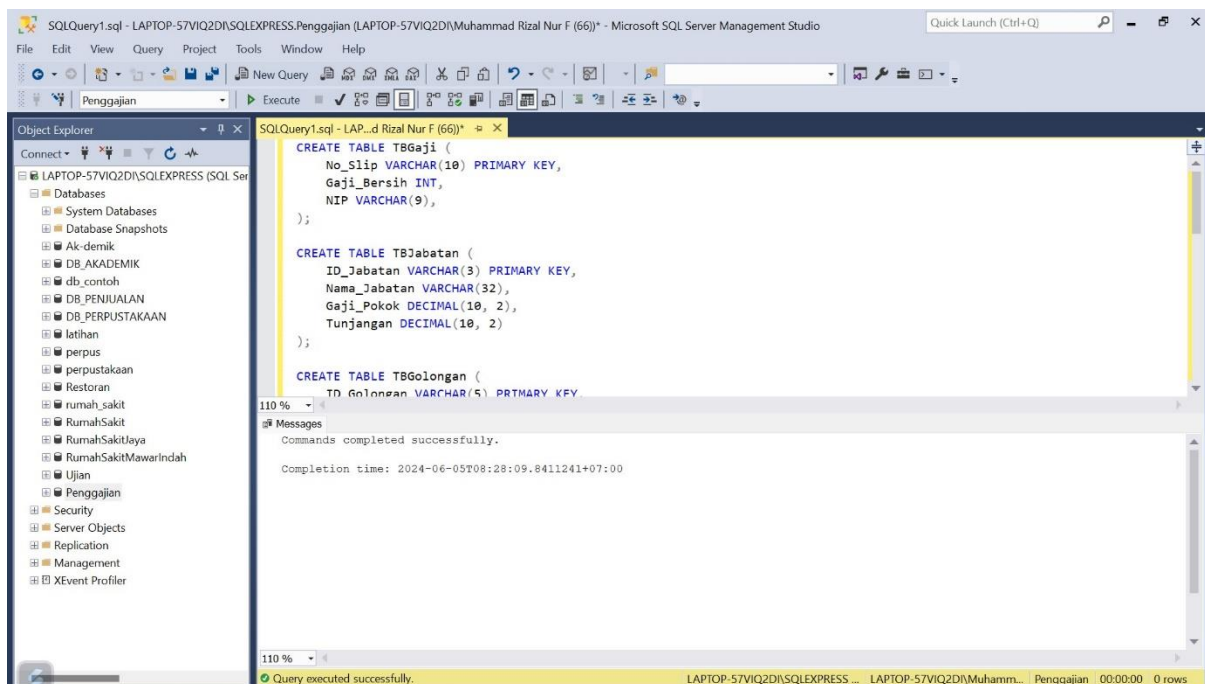 SQLQuery1.sql - LAPTOP-57VIQ2DI\SQLEXPRESS.Penggajian (LAPTOP-57VIQ2DI\Muhammad Rizal Nur F (66))* - Microsoft SQL Server Management Studio
Quick Launch (Ctrl+Q)
File Edit View Query Project Tools Window Help
New Query
Penggajian
Execute
Object Explorer
Connect
LAPTOP-57VIQ2DI\SQLEXPRESS (SQL Ser
Databases
System Databases
Database Snapshots
Ak-demik
DB_AKADEMIK
db_contoh
DB_PENJUALAN
DB_PERPUSTAKAAN
latihan
perpus
perpustakaan
Restoran
rumah_sakit
RumahSakit
RumahSakitJaya
RumahSakitMawarIndah
Ujian
Penggajian
Security
Server Objects
Replication
Management
XEvent Profiler
SQLQuery1.sql - LAP...d Rizal Nur F (66))*
CREATE TABLE TBGaji (
No_Slip VARCHAR(10) PRIMARY KEY,
Gaji_Bersih INT,
NIP VARCHAR(9),
);
CREATE TABLE TBJabatan (
ID_Jabatan VARCHAR(3) PRIMARY KEY,
Nama_Jabatan VARCHAR(32),
Gaji_Pokok DECIMAL(10, 2),
Tunjangan DECIMAL(10, 2)
);
CREATE TABLE TBGolongan (
ID_Golongan VARCHAR(5) PRIMARY KEY,
110 %
Messages
Commands completed successfully.
Completion time: 2024-06-05T08:28:09.8411241+07:00
110 %
Query executed successfully.
LAPTOP-57VIQ2DI\SQLEXPRESS ... LAPTOP-57VIQ2DI\Muhamm... Penggajian 00:00:00 0 rows